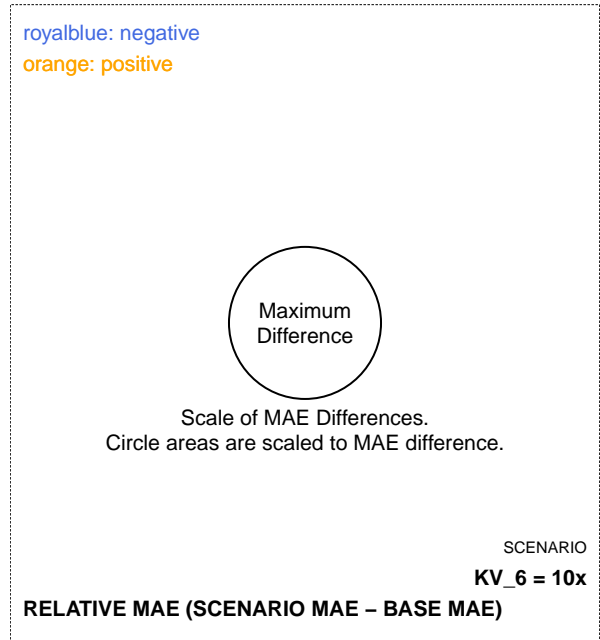 royalblue: negative
orange: positive
Maximum
Difference
Scale of MAE Differences.
Circle areas are scaled to MAE difference.
SCENARIO
KV_6 = 10x
RELATIVE MAE (SCENARIO MAE – BASE MAE)